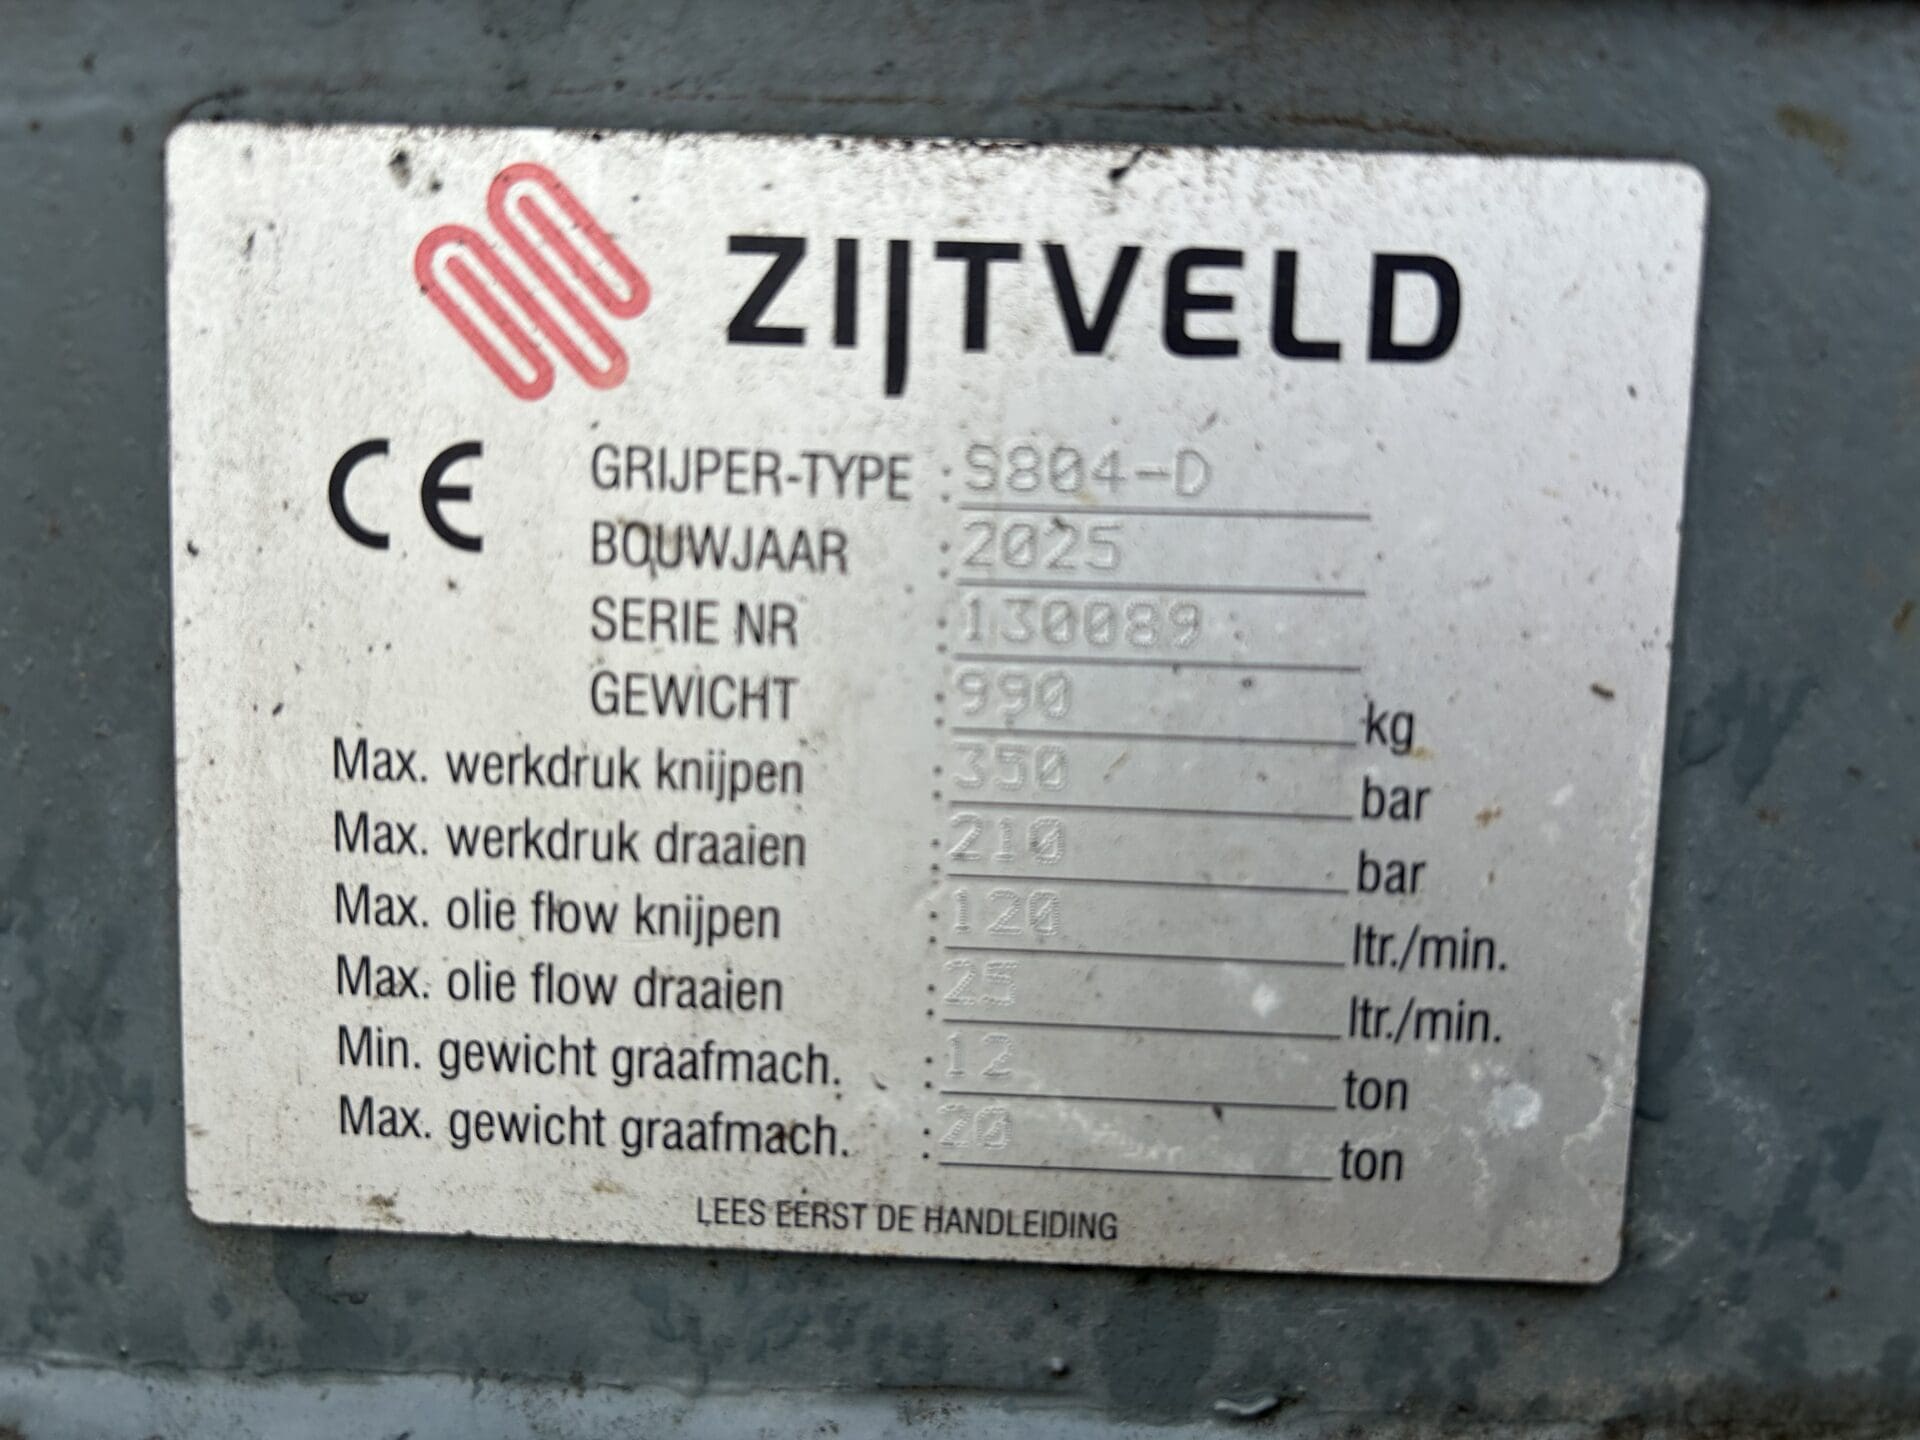 ZIJTVELD
CE
GRIJPER-TYPE : S804-D
BOUWJAAR : 2025
SERIE NR : 130089
GEWICHT : 990 kg
Max. werkdruk knijpen : 350 bar
Max. werkdruk draaien : 210 bar
Max. olie flow knijpen : 120 ltr./min.
Max. olie flow draaien : 25 ltr./min.
Min. gewicht graafmach. : 12 ton
Max. gewicht graafmach. : 20 ton
LEES EERST DE HANDLEIDING